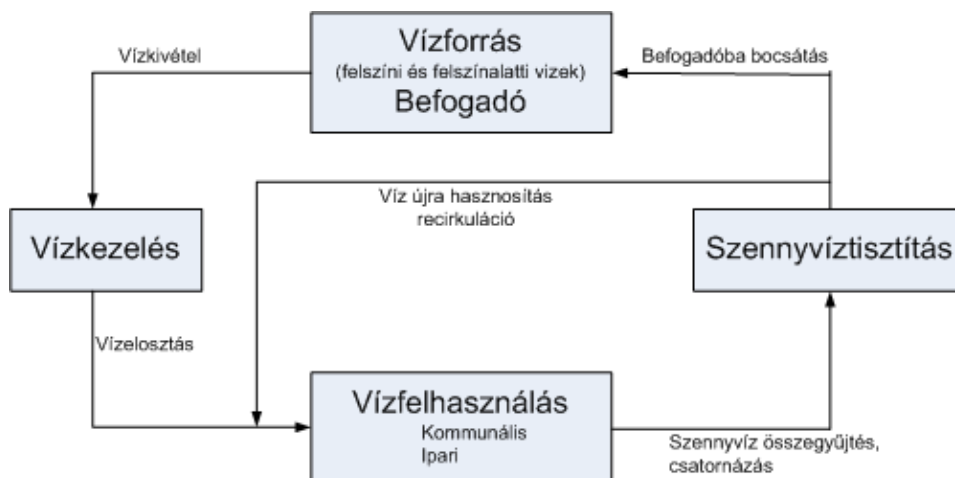 Vízforrás
(felszíni és felszínalatti vizek)
Befogadó
Vízkivétel
Befogadóba bocsátás
Víz újra hasznosítás
recirkuláció
Vízkezelés
Szennyvíztisztítás
Vízelosztás
Vízfelhasználás
Kommunális
Ipari
Szennyvíz összegyűjtés,
csatornázás